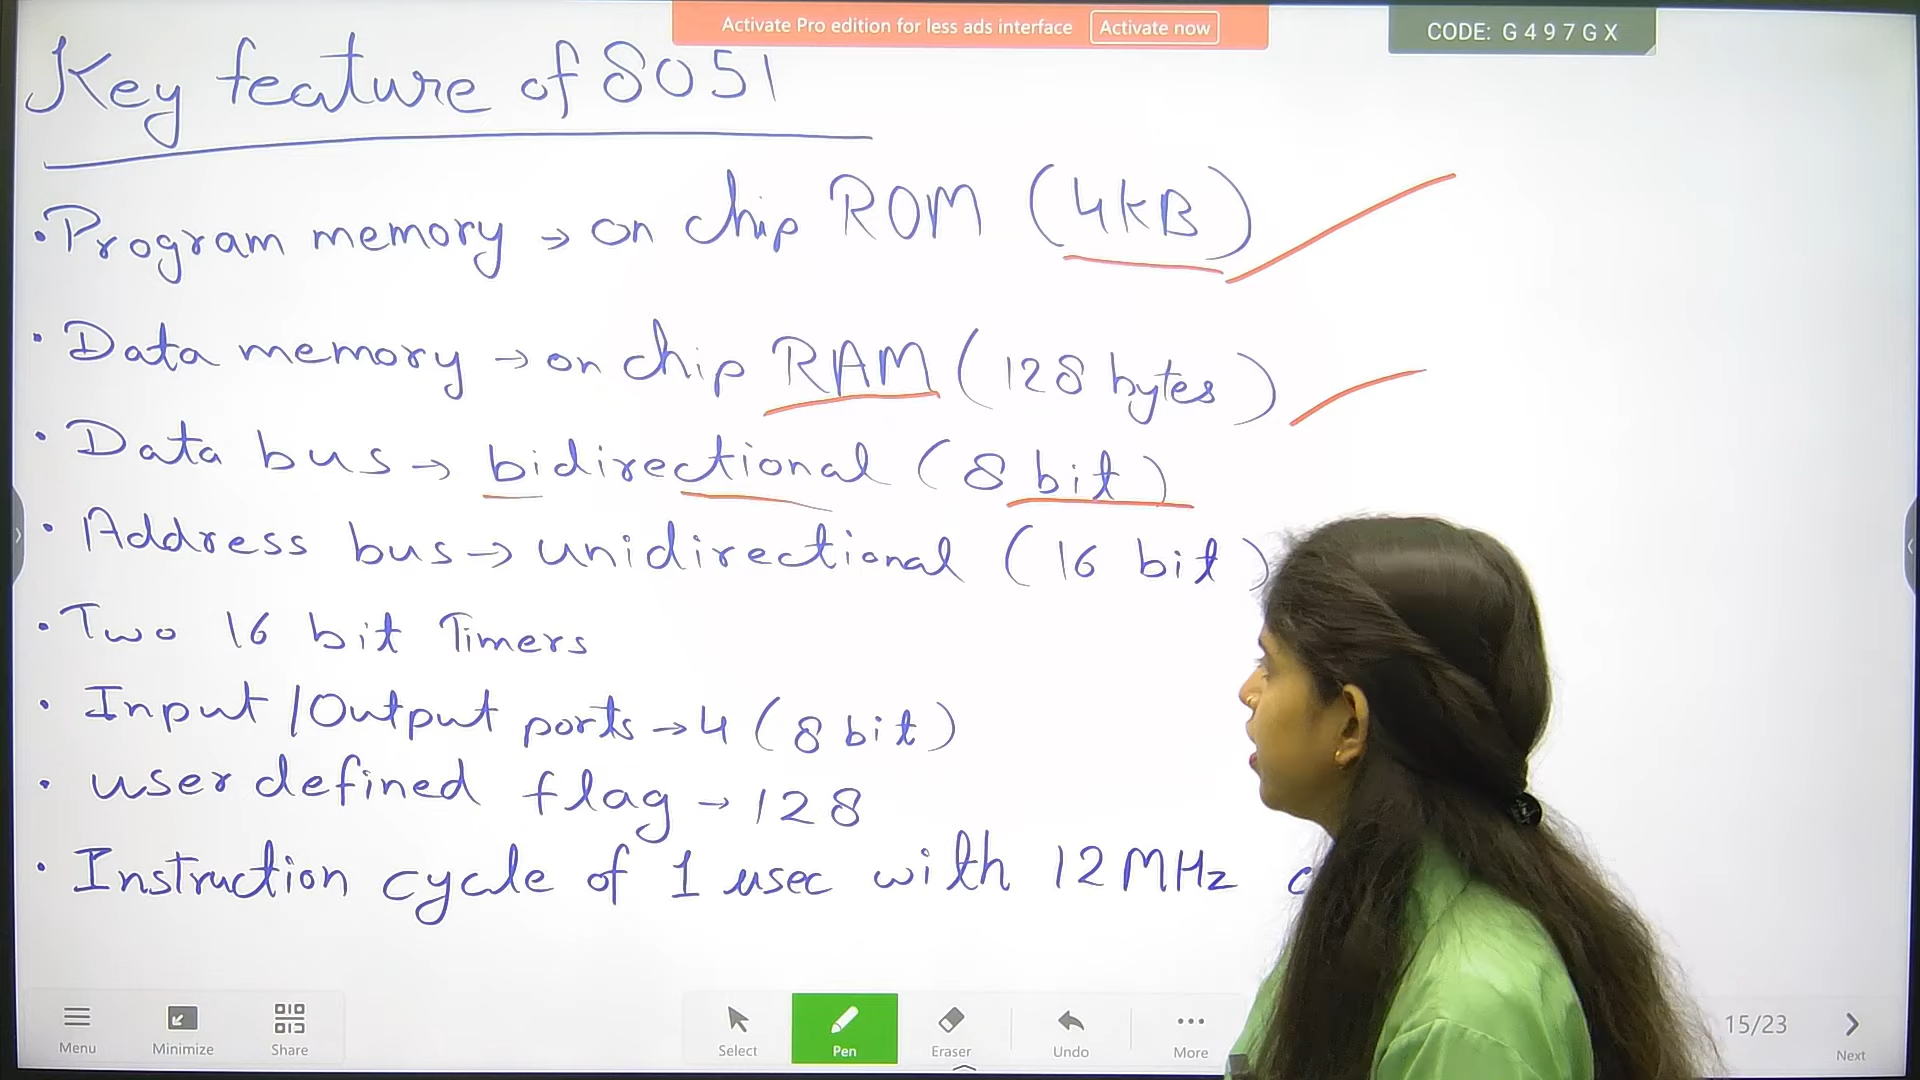 Activate Pro edition for less ads interface Activate now
CODE: G497GX
Key feature of 8051
• Program memory → on chip ROM (4kB)
• Data memory → on chip RAM (128 bytes)
• Data bus → bidirectional (8 bit)
• Address bus → unidirectional (16 bit)
• Two 16 bit Timers
• Input/Output ports → 4 (8 bit)
• user defined flag → 128
• Instruction cycle of 1 usec with 12MHz
Menu Minimize Share Select Pen Eraser Undo More 15/23 Next